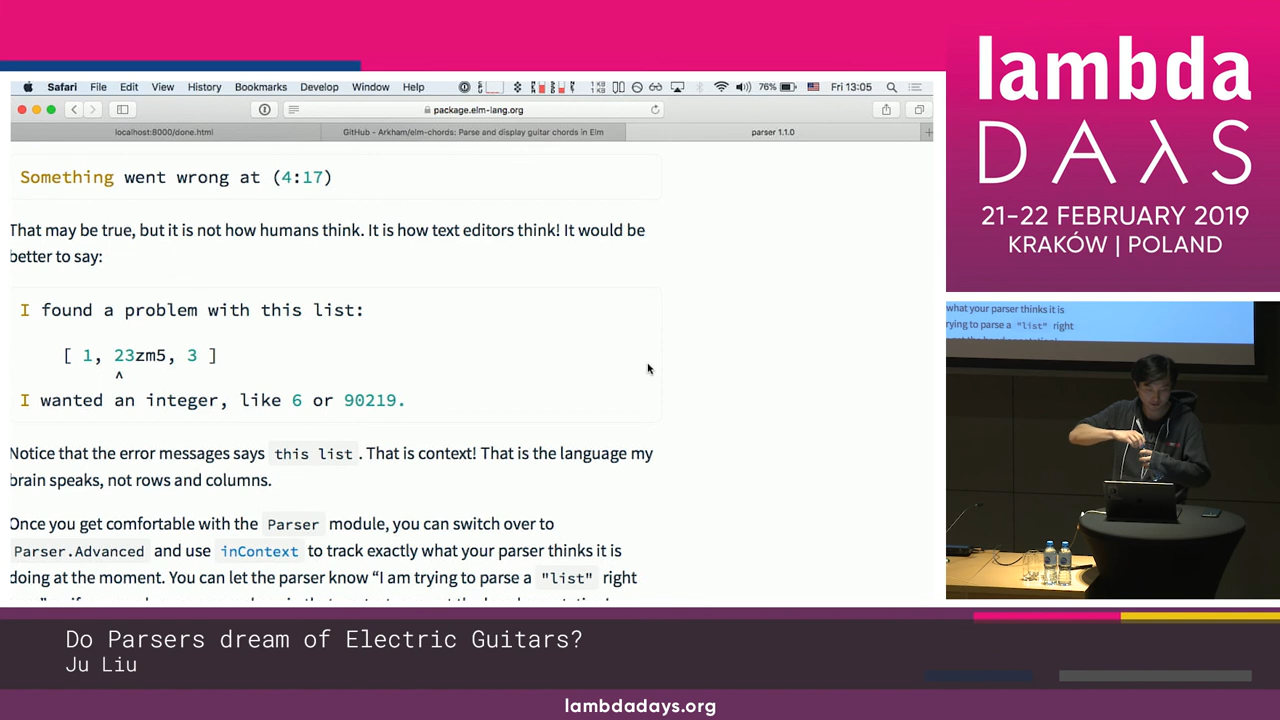 Safari File Edit View History Bookmarks Develop Window Help 76% Fri 13:05
package.elm-lang.org
localhost:8000/done.html GitHub - Arkham/elm-chords: Parse and display guitar chords in Elm parser 1.1.0
Something went wrong at (4:17)
That may be true, but it is not how humans think. It is how text editors think! It would be
better to say:
I found a problem with this list:
[ 1, 23zm5, 3 ]
^
I wanted an integer, like 6 or 90219.
Notice that the error messages says this list. That is context! That is the language my
brain speaks, not rows and columns.
Once you get comfortable with the Parser module, you can switch over to
Parser.Advanced and use inContext to track exactly what your parser thinks it is
doing at the moment. You can let the parser know “I am trying to parse a "list" right
lambda
DAλS
21-22 FEBRUARY 2019
KRAKÓW | POLAND
what your parser thinks it is
trying to parse a "list" right
Do Parsers dream of Electric Guitars?
Ju Liu
lambdadays.org